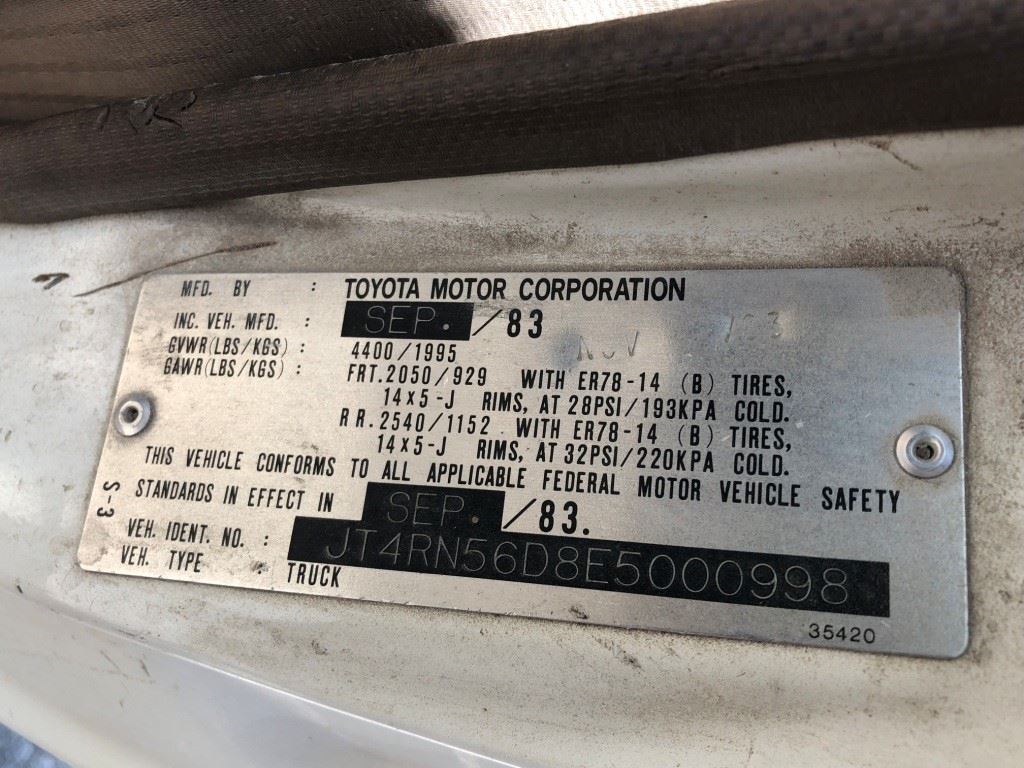 MFD. BY : TOYOTA MOTOR CORPORATION
INC. VEH. MFD. : SEP. /83
NOV
GVWR(LBS/KGS) : 4400/1995
GAWR(LBS/KGS) : FRT.2050/929 WITH ER78-14 (B) TIRES,
14x5-J RIMS, AT 28PSI/193KPA COLD.
RR.2540/1152 WITH ER78-14 (B) TIRES,
14x5-J RIMS, AT 32PSI/220KPA COLD.
THIS VEHICLE CONFORMS TO ALL APPLICABLE FEDERAL MOTOR VEHICLE SAFETY
STANDARDS IN EFFECT IN SEP. /83.
VEH. IDENT. NO. : JT4RN56D8E5000998
VEH. TYPE : TRUCK
S-3
35420